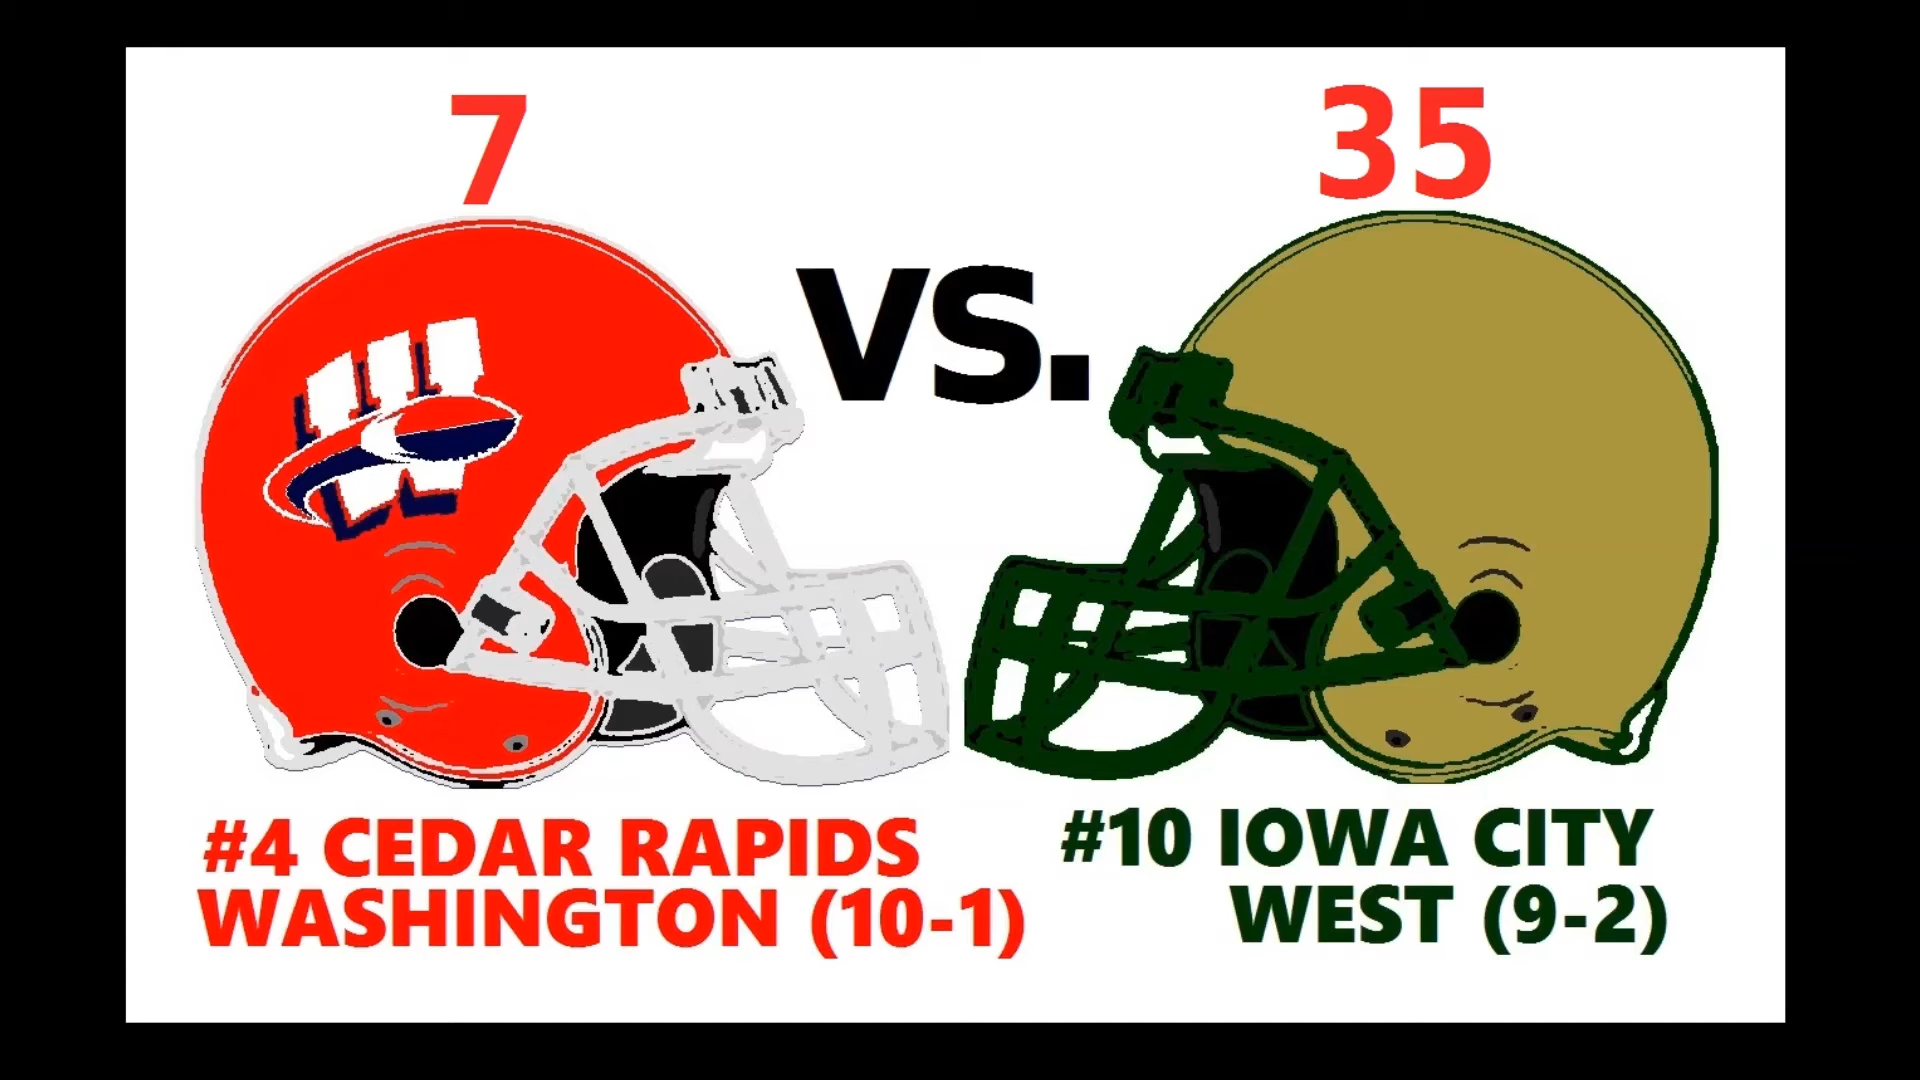 7
35
VS.
#4 CEDAR RAPIDS
WASHINGTON (10-1)
#10 IOWA CITY
WEST (9-2)